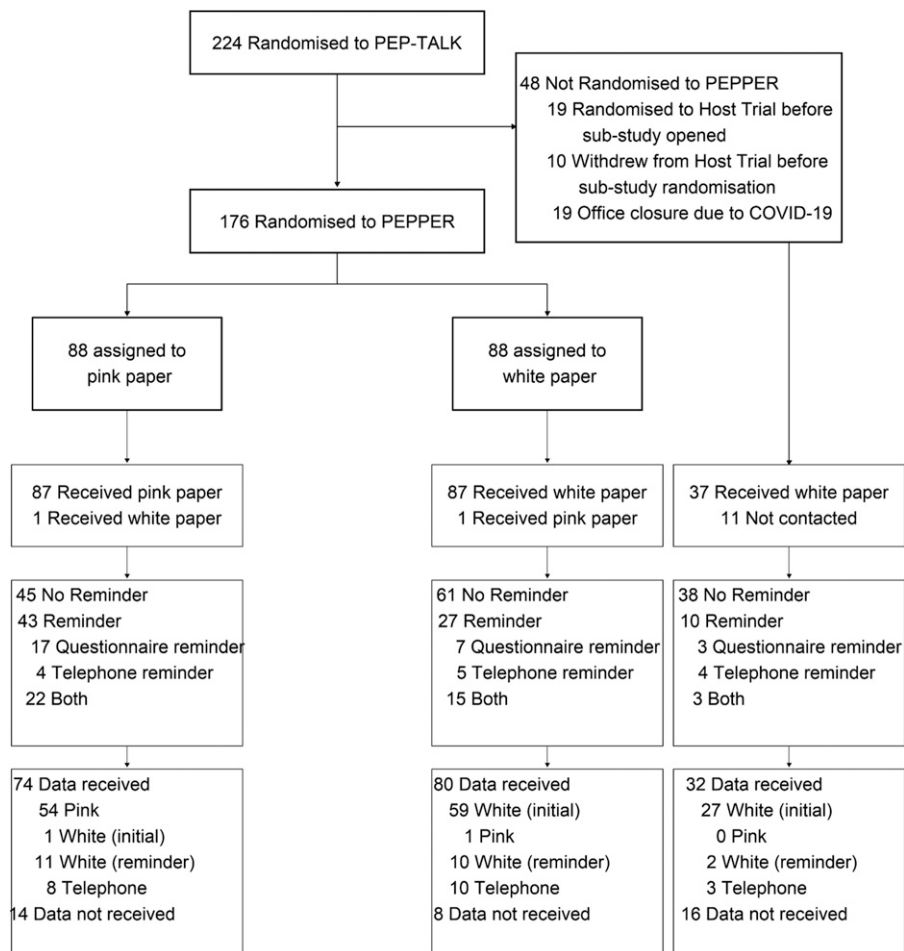 224 Randomised to PEP-TALK
48 Not Randomised to PEPPER
19 Randomised to Host Trial before
sub-study opened
10 Withdrew from Host Trial before
sub-study randomisation
19 Office closure due to COVID-19
176 Randomised to PEPPER
88 assigned to
pink paper
88 assigned to
white paper
87 Received pink paper
1 Received white paper
87 Received white paper
1 Received pink paper
37 Received white paper
11 Not contacted
45 No Reminder
43 Reminder
17 Questionnaire reminder
4 Telephone reminder
22 Both
61 No Reminder
27 Reminder
7 Questionnaire reminder
5 Telephone reminder
15 Both
38 No Reminder
10 Reminder
3 Questionnaire reminder
4 Telephone reminder
3 Both
74 Data received
54 Pink
1 White (initial)
11 White (reminder)
8 Telephone
14 Data not received
80 Data received
59 White (initial)
1 Pink
10 White (reminder)
10 Telephone
8 Data not received
32 Data received
27 White (initial)
0 Pink
2 White (reminder)
3 Telephone
16 Data not received